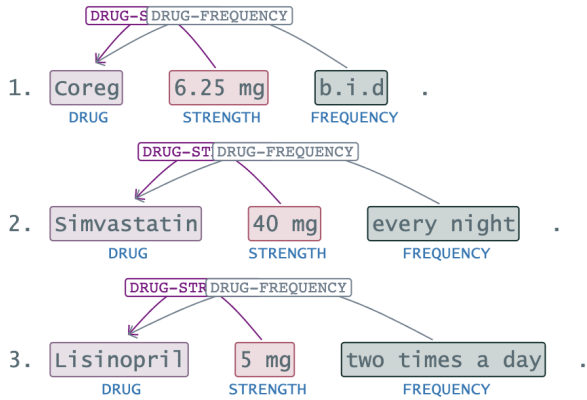 DRUG-S DRUG-FREQUENCY
1. Coreg 6.25 mg b.i.d .
DRUG STRENGTH FREQUENCY
DRUG-ST DRUG-FREQUENCY
2. Simvastatin 40 mg every night .
DRUG STRENGTH FREQUENCY
DRUG-STR DRUG-FREQUENCY
3. Lisinopril 5 mg two times a day .
DRUG STRENGTH FREQUENCY